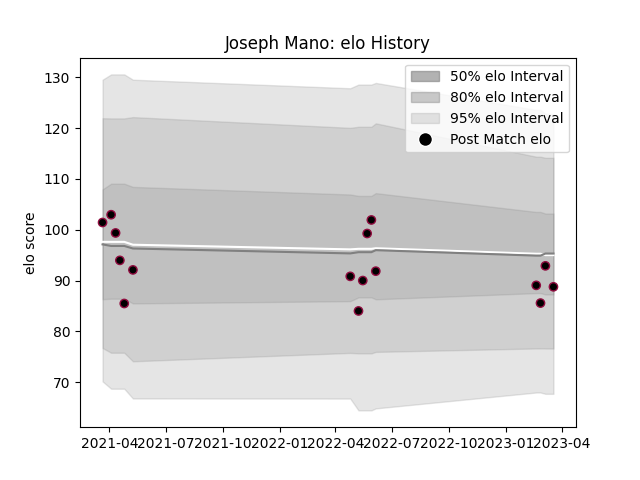 Joseph Mano: elo History
50% elo Interval
80% elo Interval
95% elo Interval
Post Match elo
elo score
130
120
110
100
90
80
70
2021-04 2021-07 2021-10 2022-01 2022-04 2022-07 2022-10 2023-01 2023-04